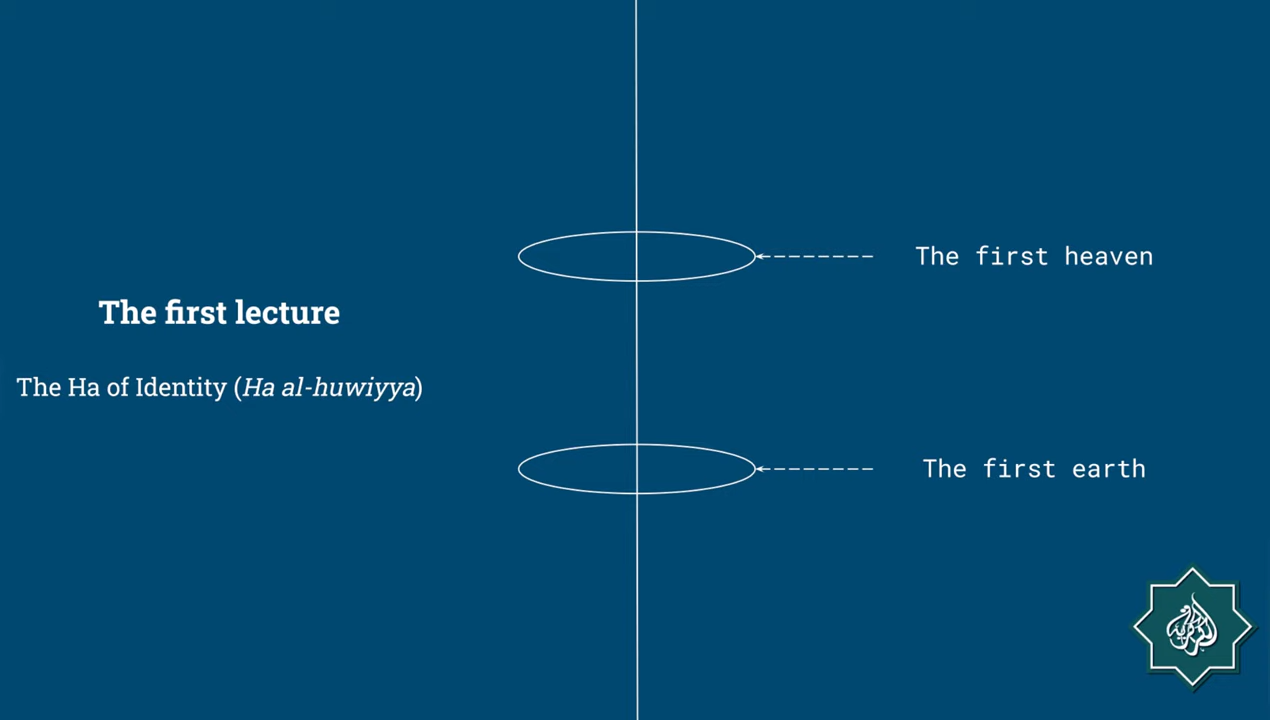 The first heaven
The first lecture
The Ha of Identity (Ha al-huwiyya)
The first earth